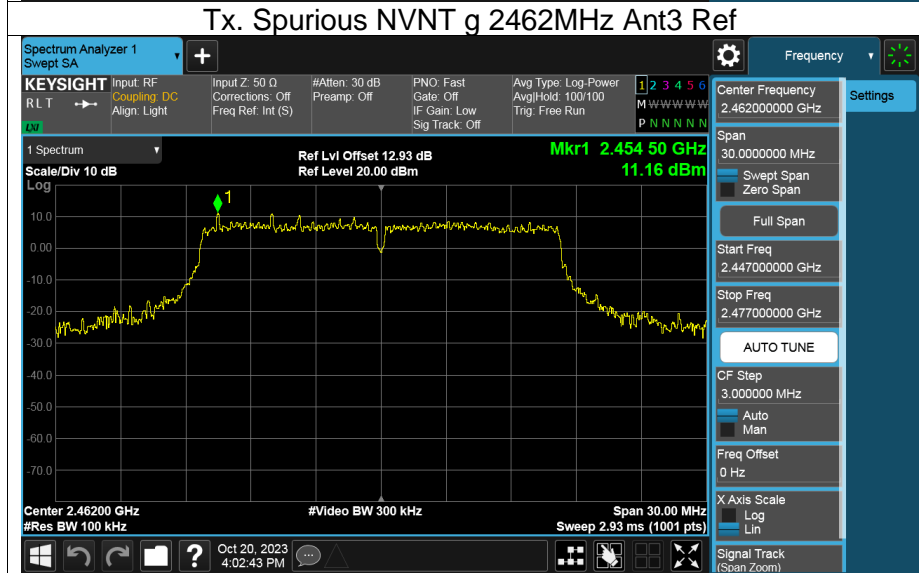 Tx. Spurious NVNT g 2462MHz Ant3 Ref
Spectrum Analyzer 1
Swept SA
+
Frequency
KEYSIGHT
RLT
LXI
Input: RF
Coupling: DC
Align: Light
Input Z: 50 Ω
Corrections: Off
Freq Ref: Int (S)
#Atten: 30 dB
Preamp: Off
PNO: Fast
Gate: Off
IF Gain: Low
Sig Track: Off
Avg Type: Log-Power
Avg|Hold: 100/100
Trig: Free Run
1 2 3 4 5 6
M W W W W W
P N N N N N
Settings
1 Spectrum
Scale/Div 10 dB
Ref Lvl Offset 12.93 dB
Ref Level 20.00 dBm
Mkr1 2.454 50 GHz
11.16 dBm
Log
1
10.0
0.00
-10.0
-20.0
-30.0
-40.0
-50.0
-60.0
-70.0
Center 2.46200 GHz
#Res BW 100 kHz
#Video BW 300 kHz
Span 30.00 MHz
Sweep 2.93 ms (1001 pts)
Center Frequency
2.462000000 GHz
Span
30.0000000 MHz
Swept Span
Zero Span
Full Span
Start Freq
2.447000000 GHz
Stop Freq
2.477000000 GHz
AUTO TUNE
CF Step
3.000000 MHz
Auto
Man
Freq Offset
0 Hz
X Axis Scale
Log
Lin
Signal Track
(Span Zoom)
?
Oct 20, 2023
4:02:43 PM